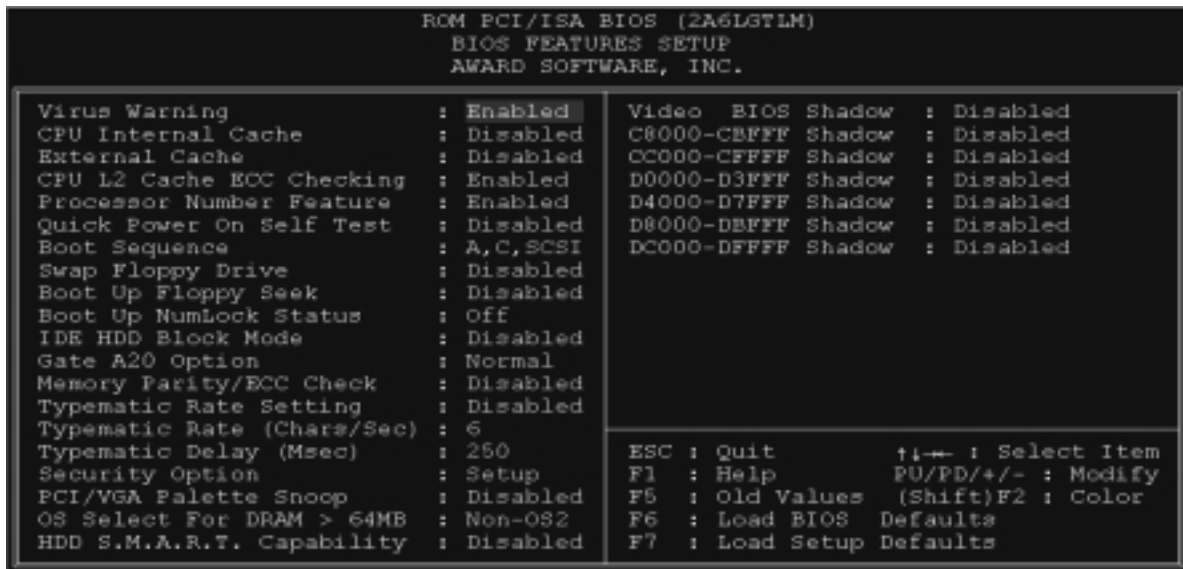 ROM PCI/ISA BIOS (2A6LGTLM)
BIOS FEATURES SETUP
AWARD SOFTWARE, INC.
Virus Warning : Enabled
CPU Internal Cache : Disabled
External Cache : Disabled
CPU L2 Cache ECC Checking : Enabled
Processor Number Feature : Enabled
Quick Power On Self Test : Disabled
Boot Sequence : A,C,SCSI
Swap Floppy Drive : Disabled
Boot Up Floppy Seek : Disabled
Boot Up NumLock Status : Off
IDE HDD Block Mode : Disabled
Gate A20 Option : Normal
Memory Parity/ECC Check : Disabled
Typematic Rate Setting : Disabled
Typematic Rate (Chars/Sec) : 6
Typematic Delay (Msec) : 250
Security Option : Setup
PCI/VGA Palette Snoop : Disabled
OS Select For DRAM > 64MB : Non-OS2
HDD S.M.A.R.T. Capability : Disabled
Video BIOS Shadow : Disabled
C8000-CBFFF Shadow : Disabled
CC000-CFFFF Shadow : Disabled
D0000-D3FFF Shadow : Disabled
D4000-D7FFF Shadow : Disabled
D8000-DBFFF Shadow : Disabled
DC000-DFFFF Shadow : Disabled
ESC : Quit ↑↓→← : Select Item
F1 : Help PU/PD/+/- : Modify
F5 : Old Values (Shift)F2 : Color
F6 : Load BIOS Defaults
F7 : Load Setup Defaults